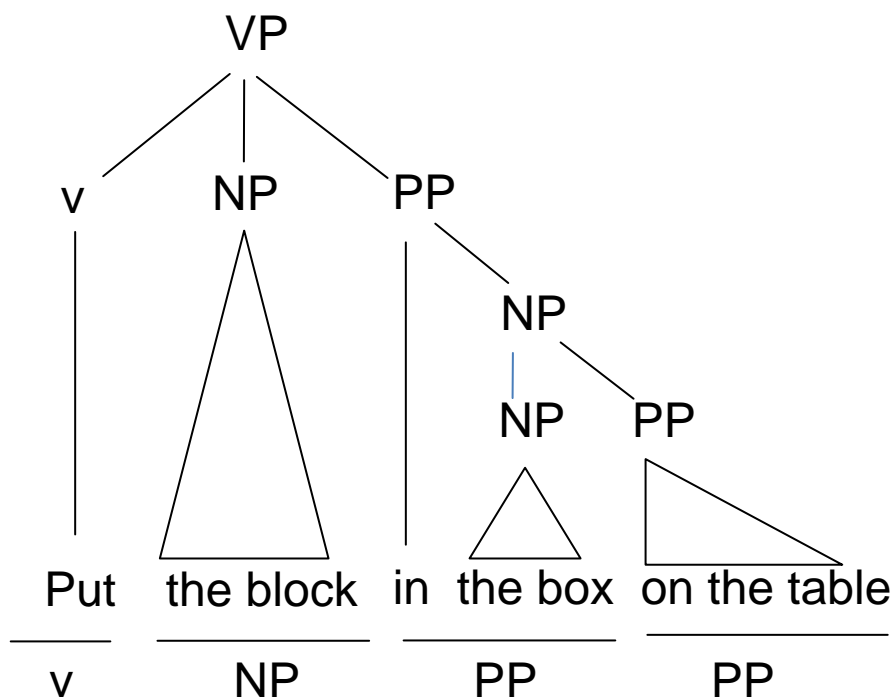 VP
v NP PP
NP
NP PP
Put the block in the box on the table
v NP PP PP